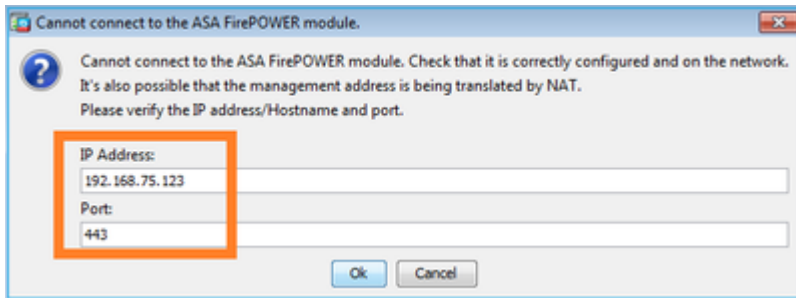 Cannot connect to the ASA FirePOWER module.
Cannot connect to the ASA FirePOWER module. Check that it is correctly configured and on the network.
It's also possible that the management address is being translated by NAT.
Please verify the IP address/Hostname and port.
IP Address:
192.168.75.123
Port:
443
Ok Cancel